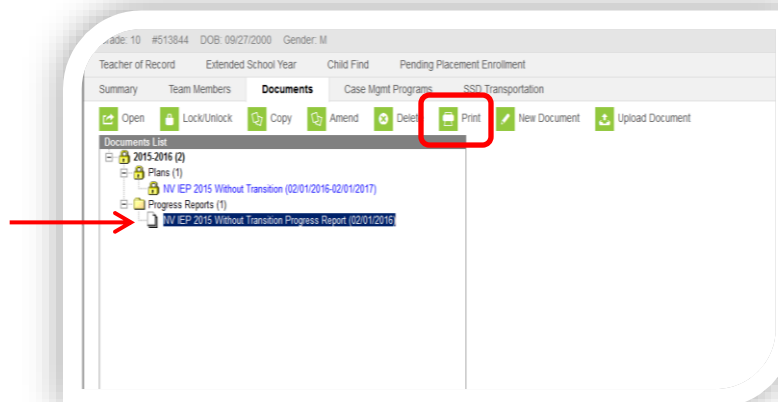 Grade: 10 #513844 DOB: 09/27/2000 Gender: M
Teacher of Record Extended School Year Child Find Pending Placement Enrollment
Summary Team Members Documents Case Mgmt Programs SSD Transportation
Open Lock/Unlock Copy Amend Delet Print New Document Upload Document
Documents List
2015-2016 (2)
Plans (1)
NV IEP 2015 Without Transition (02/01/2016-02/01/2017)
Progress Reports (1)
NV IEP 2015 Without Transition Progress Report (02/01/2016)